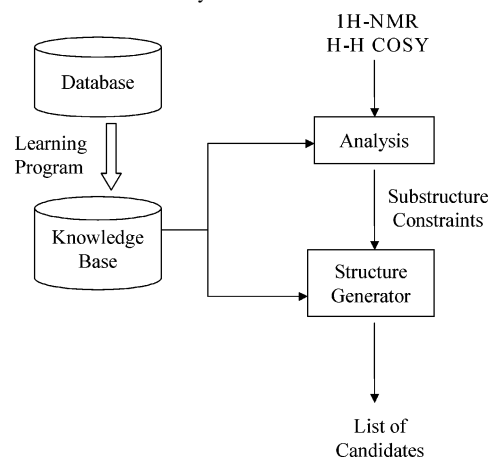 Database
Learning
Program
Knowledge
Base
1H-NMR
H-H COSY
Analysis
Substructure
Constraints
Structure
Generator
List of
Candidates